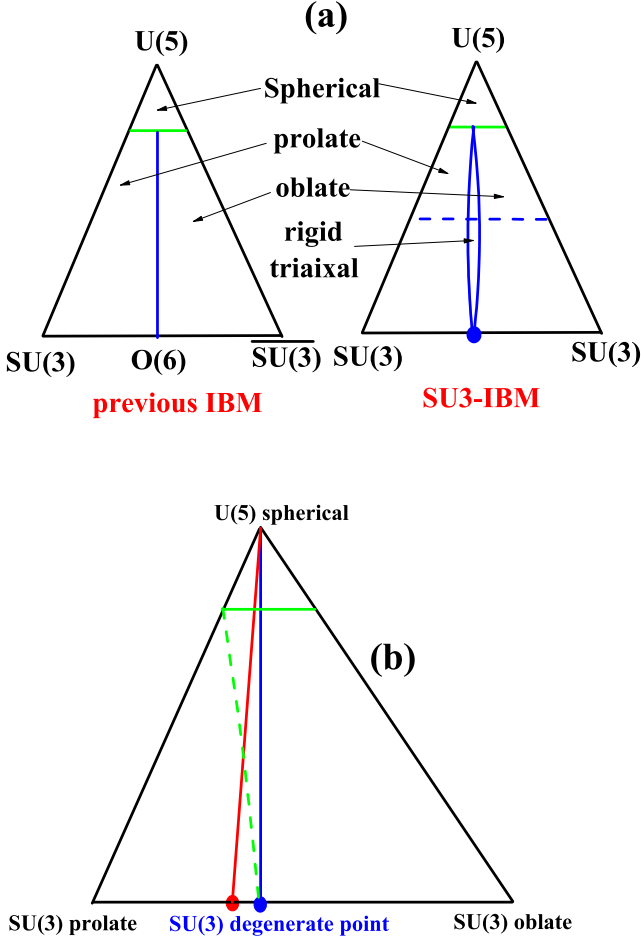 (a)
U(5)
U(5)
Spherical
prolate
oblate
rigid
triaixal
SU(3)
O(6)
SU(3)
SU(3)
SU(3)
previous IBM
SU3-IBM
U(5) spherical
(b)
SU(3) prolate
SU(3) degenerate point
SU(3) oblate